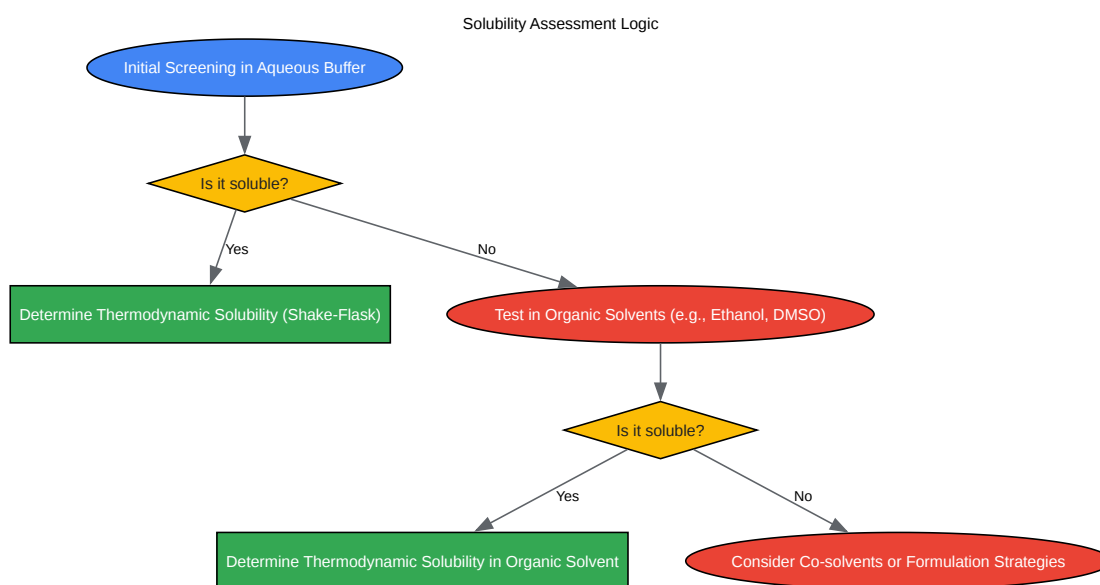 Solubility Assessment Logic
Initial Screening in Aqueous Buffer
Is it soluble?
Yes
No
Determine Thermodynamic Solubility (Shake-Flask)
Test in Organic Solvents (e.g., Ethanol, DMSO)
Is it soluble?
Yes
No
Determine Thermodynamic Solubility in Organic Solvent
Consider Co-solvents or Formulation Strategies